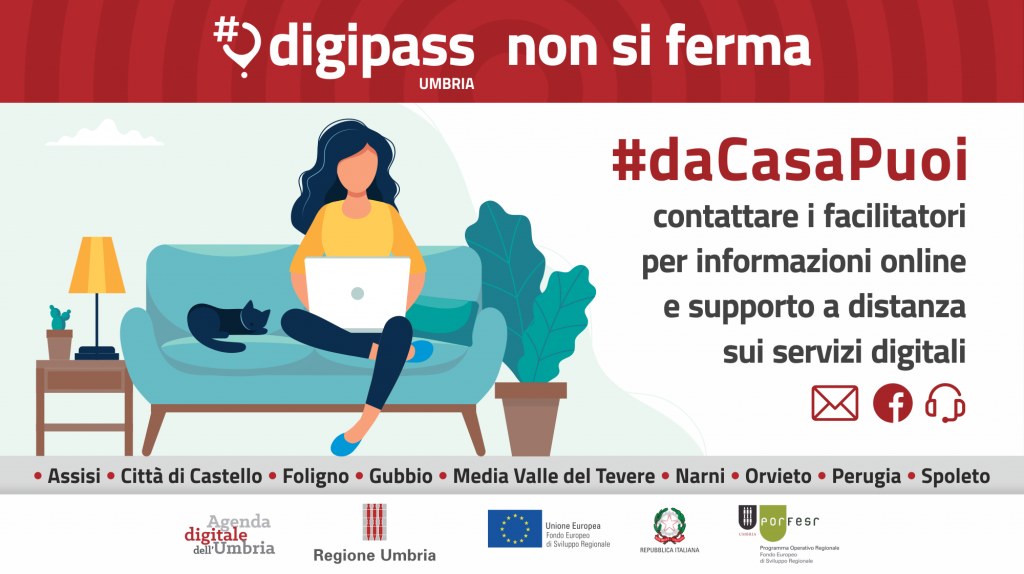 #digipass non si ferma
UMBRIA
#daCasaPuoi
contattare i facilitatori
per informazioni online
e supporto a distanza
sui servizi digitali
• Assisi • Città di Castello • Foligno • Gubbio • Media Valle del Tevere • Narni • Orvieto • Perugia • Spoleto
Agenda
digitale
dell'Umbria
Regione Umbria
Unione Europea
Fondo Europeo
di Sviluppo Regionale
REPUBBLICA ITALIANA
UMBRIA
porfesr
Programma Operativo Regionale
Fondo Europeo
di Sviluppo Regionale